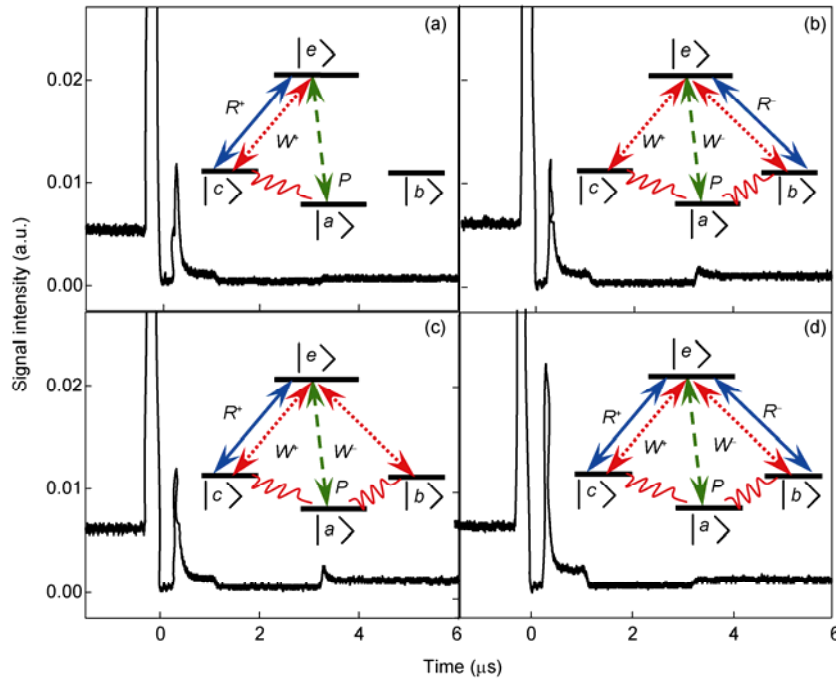 Signal intensity (a.u.)
(a)
|e>
R⁺
W⁺
P
|c>
|a>
|b>
0.02
0.01
0.00
(b)
|e>
W⁺
W⁻
R⁻
P
|c>
|a>
|b>
(c)
|e>
R⁺
W⁺
W⁻
P
|c>
|a>
|b>
0.02
0.01
0.00
0
2
4
6
(d)
|e>
R⁺
W⁺
W⁻
R⁻
P
|c>
|a>
|b>
0
2
4
6
Time (μs)